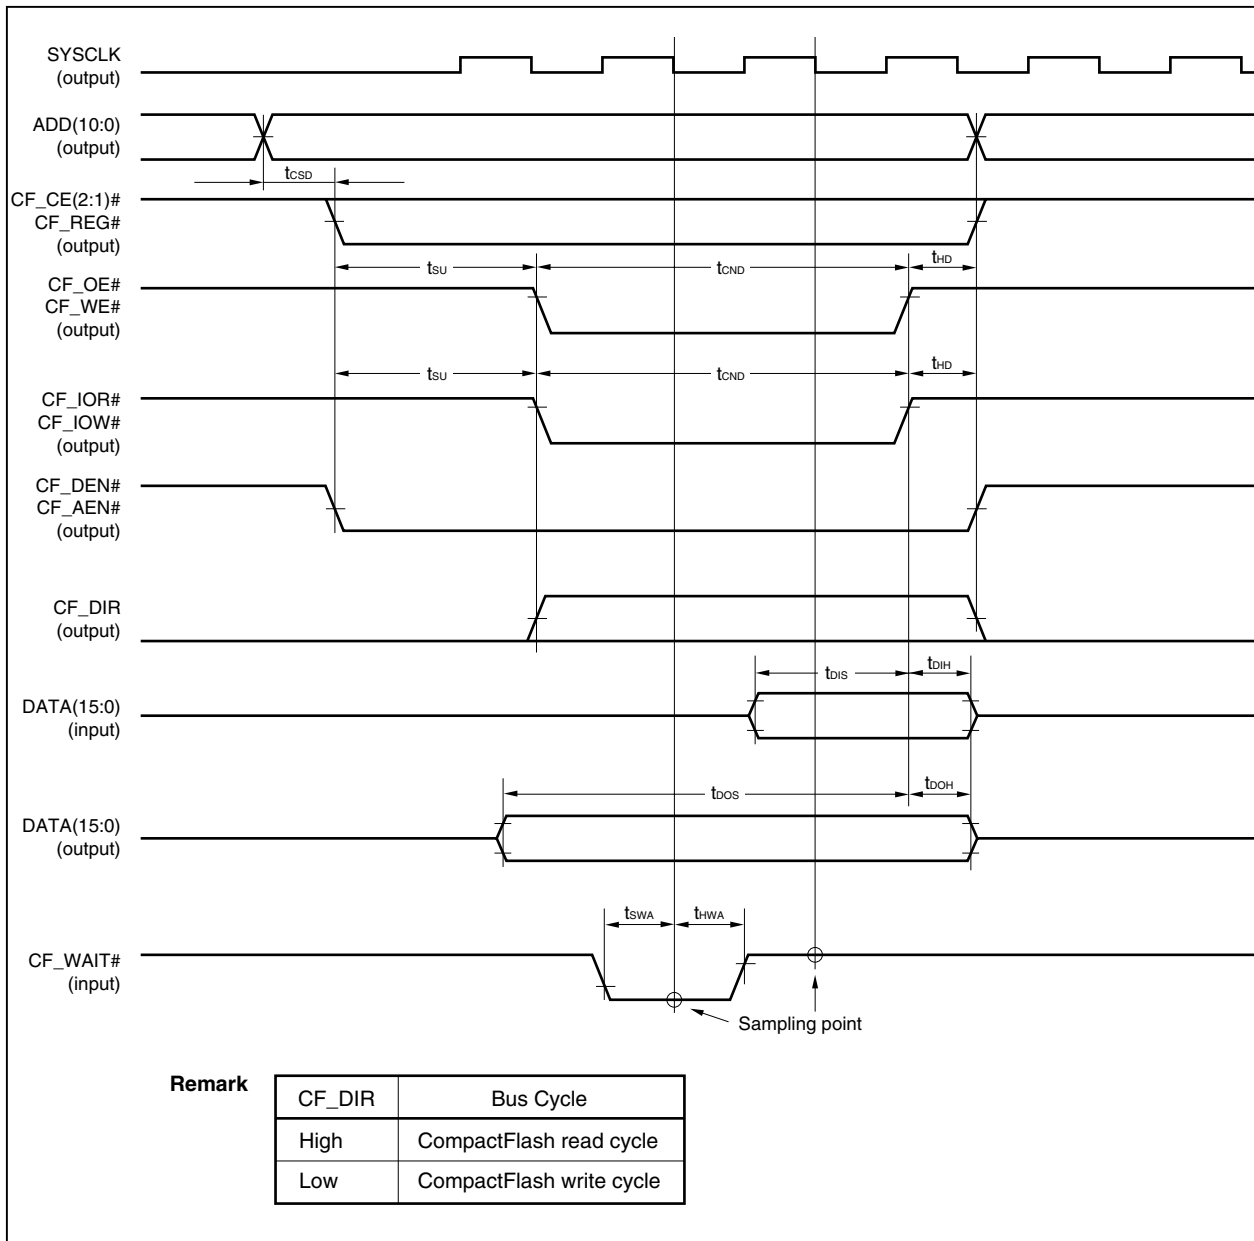 SYSCLK
(output)
ADD(10:0)
(output)
tCSD
CF_CE(2:1)#
CF_REG#
(output)
tSU
tCND
tHD
CF_OE#
CF_WE#
(output)
tSU
tCND
tHD
CF_IOR#
CF_IOW#
(output)
CF_DEN#
CF_AEN#
(output)
CF_DIR
(output)
tDIS
tDIH
DATA(15:0)
(input)
tDOS
tDOH
DATA(15:0)
(output)
tSWA
tHWA
CF_WAIT#
(input)
Sampling point
Remark
CF_DIR
Bus Cycle
High
CompactFlash read cycle
Low
CompactFlash write cycle